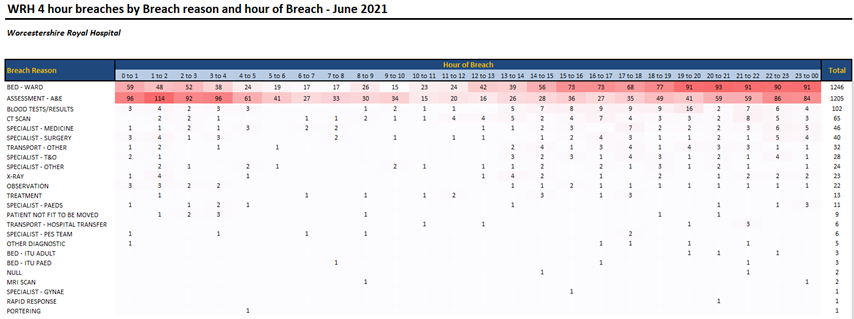 WRH 4 hour breaches by Breach reason and hour of Breach - June 2021
Worcestershire Royal Hospital
Breach Reason Hour of Breach Total
0 to 1 1 to 2 2 to 3 3 to 4 4 to 5 5 to 6 6 to 7 7 to 8 8 to 9 9 to 10 10 to 11 11 to 12 12 to 13 13 to 14 14 to 15 15 to 16 16 to 17 17 to 18 18 to 19 19 to 20 20 to 21 21 to 22 22 to 23 23 to 00
BED - WARD 59 48 52 38 24 19 17 17 26 15 23 24 42 39 56 73 73 68 77 91 93 91 90 91 1246
ASSESSMENT - A&E 96 114 92 96 61 41 27 33 30 34 15 20 16 26 28 36 27 35 49 41 59 59 86 84 1205
BLOOD TESTS/RESULTS 3 4 2 3 3 1 2 1 2 1 5 7 8 9 9 9 16 2 7 6 4 102
CT SCAN 2 2 1 1 1 2 1 1 4 4 5 2 4 5 3 4 2 3 2 8 5 3 65
SPECIALIST - MEDICINE 1 1 2 1 3 2 2 1 1 2 3 7 2 2 2 1 5 3 5 46
SPECIALIST - SURGERY 3 4 1 3 2 1 1 1 1 2 4 3 1 1 2 1 5 4 40
TRANSPORT - OTHER 1 2 1 1 2 4 1 3 1 4 3 3 1 4 1 32
SPECIALIST - T&O 2 1 3 2 3 1 2 3 1 4 3 1 2 28
SPECIALIST - OTHER 2 1 2 1 2 1 1 1 2 2 1 3 1 2 1 1 24
X-RAY 1 4 1 1 4 2 1 2 1 2 2 2 23
OBSERVATION 3 3 2 2 1 1 2 1 1 1 1 1 1 1 1 22
TREATMENT 1 1 1 1 2 3 1 3 13
SPECIALIST - PAEDS 1 1 2 1 1 1 1 3 11
PATIENT NOT FIT TO BE MOVED 1 2 3 1 1 1 9
TRANSPORT - HOSPITAL TRANSFER 1 1 1 3 6
SPECIALIST - PES TEAM 1 1 1 1 2 6
OTHER DIAGNOSTIC 1 1 1 1 1 5
BED - ITU ADULT 1 1 1 3
BED - ITU PAED 1 1 1 3
NULL 1 1 2
MRI SCAN 1 1 2
SPECIALIST - GYNAE 1 1
RAPID RESPONSE 1 1
PORTERING 1 1